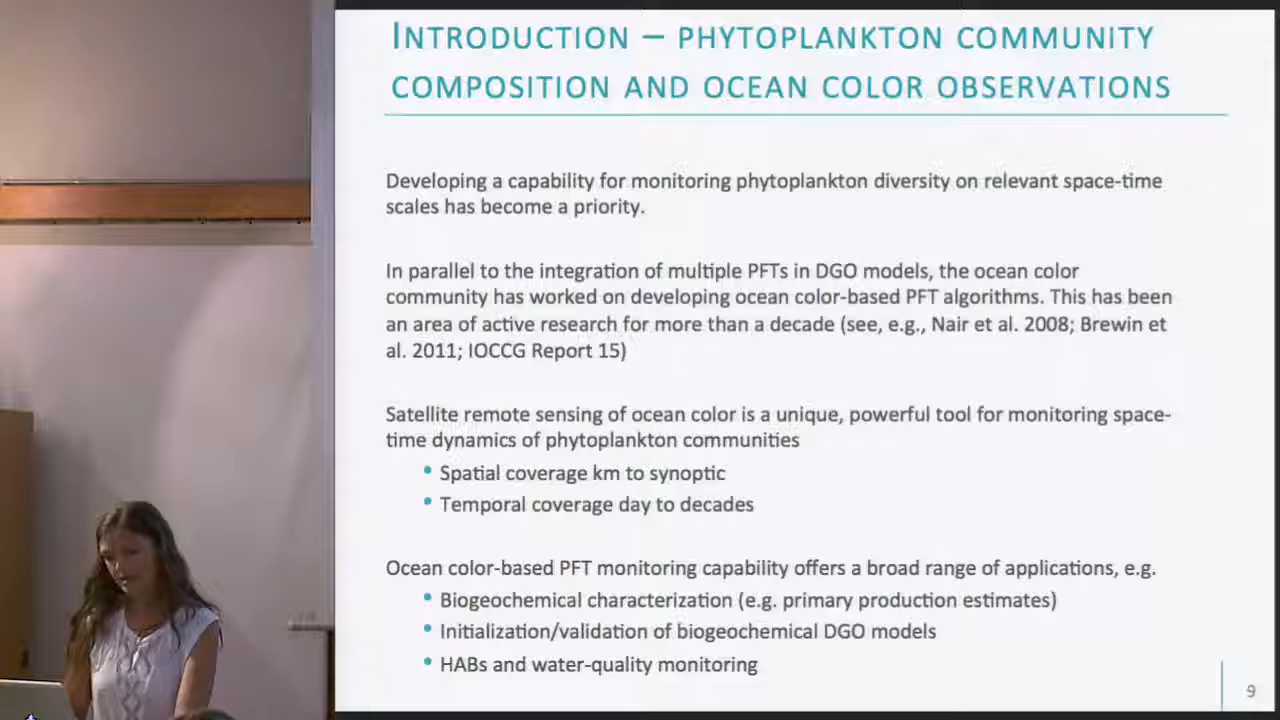 INTRODUCTION – PHYTOPLANKTON COMMUNITY
COMPOSITION AND OCEAN COLOR OBSERVATIONS
Developing a capability for monitoring phytoplankton diversity on relevant space-time
scales has become a priority.
In parallel to the integration of multiple PFTs in DGO models, the ocean color
community has worked on developing ocean color-based PFT algorithms. This has been
an area of active research for more than a decade (see, e.g., Nair et al. 2008; Brewin et
al. 2011; IOCCG Report 15)
Satellite remote sensing of ocean color is a unique, powerful tool for monitoring space-
time dynamics of phytoplankton communities
• Spatial coverage km to synoptic
• Temporal coverage day to decades
Ocean color-based PFT monitoring capability offers a broad range of applications, e.g.
• Biogeochemical characterization (e.g. primary production estimates)
• Initialization/validation of biogeochemical DGO models
• HABs and water-quality monitoring
9